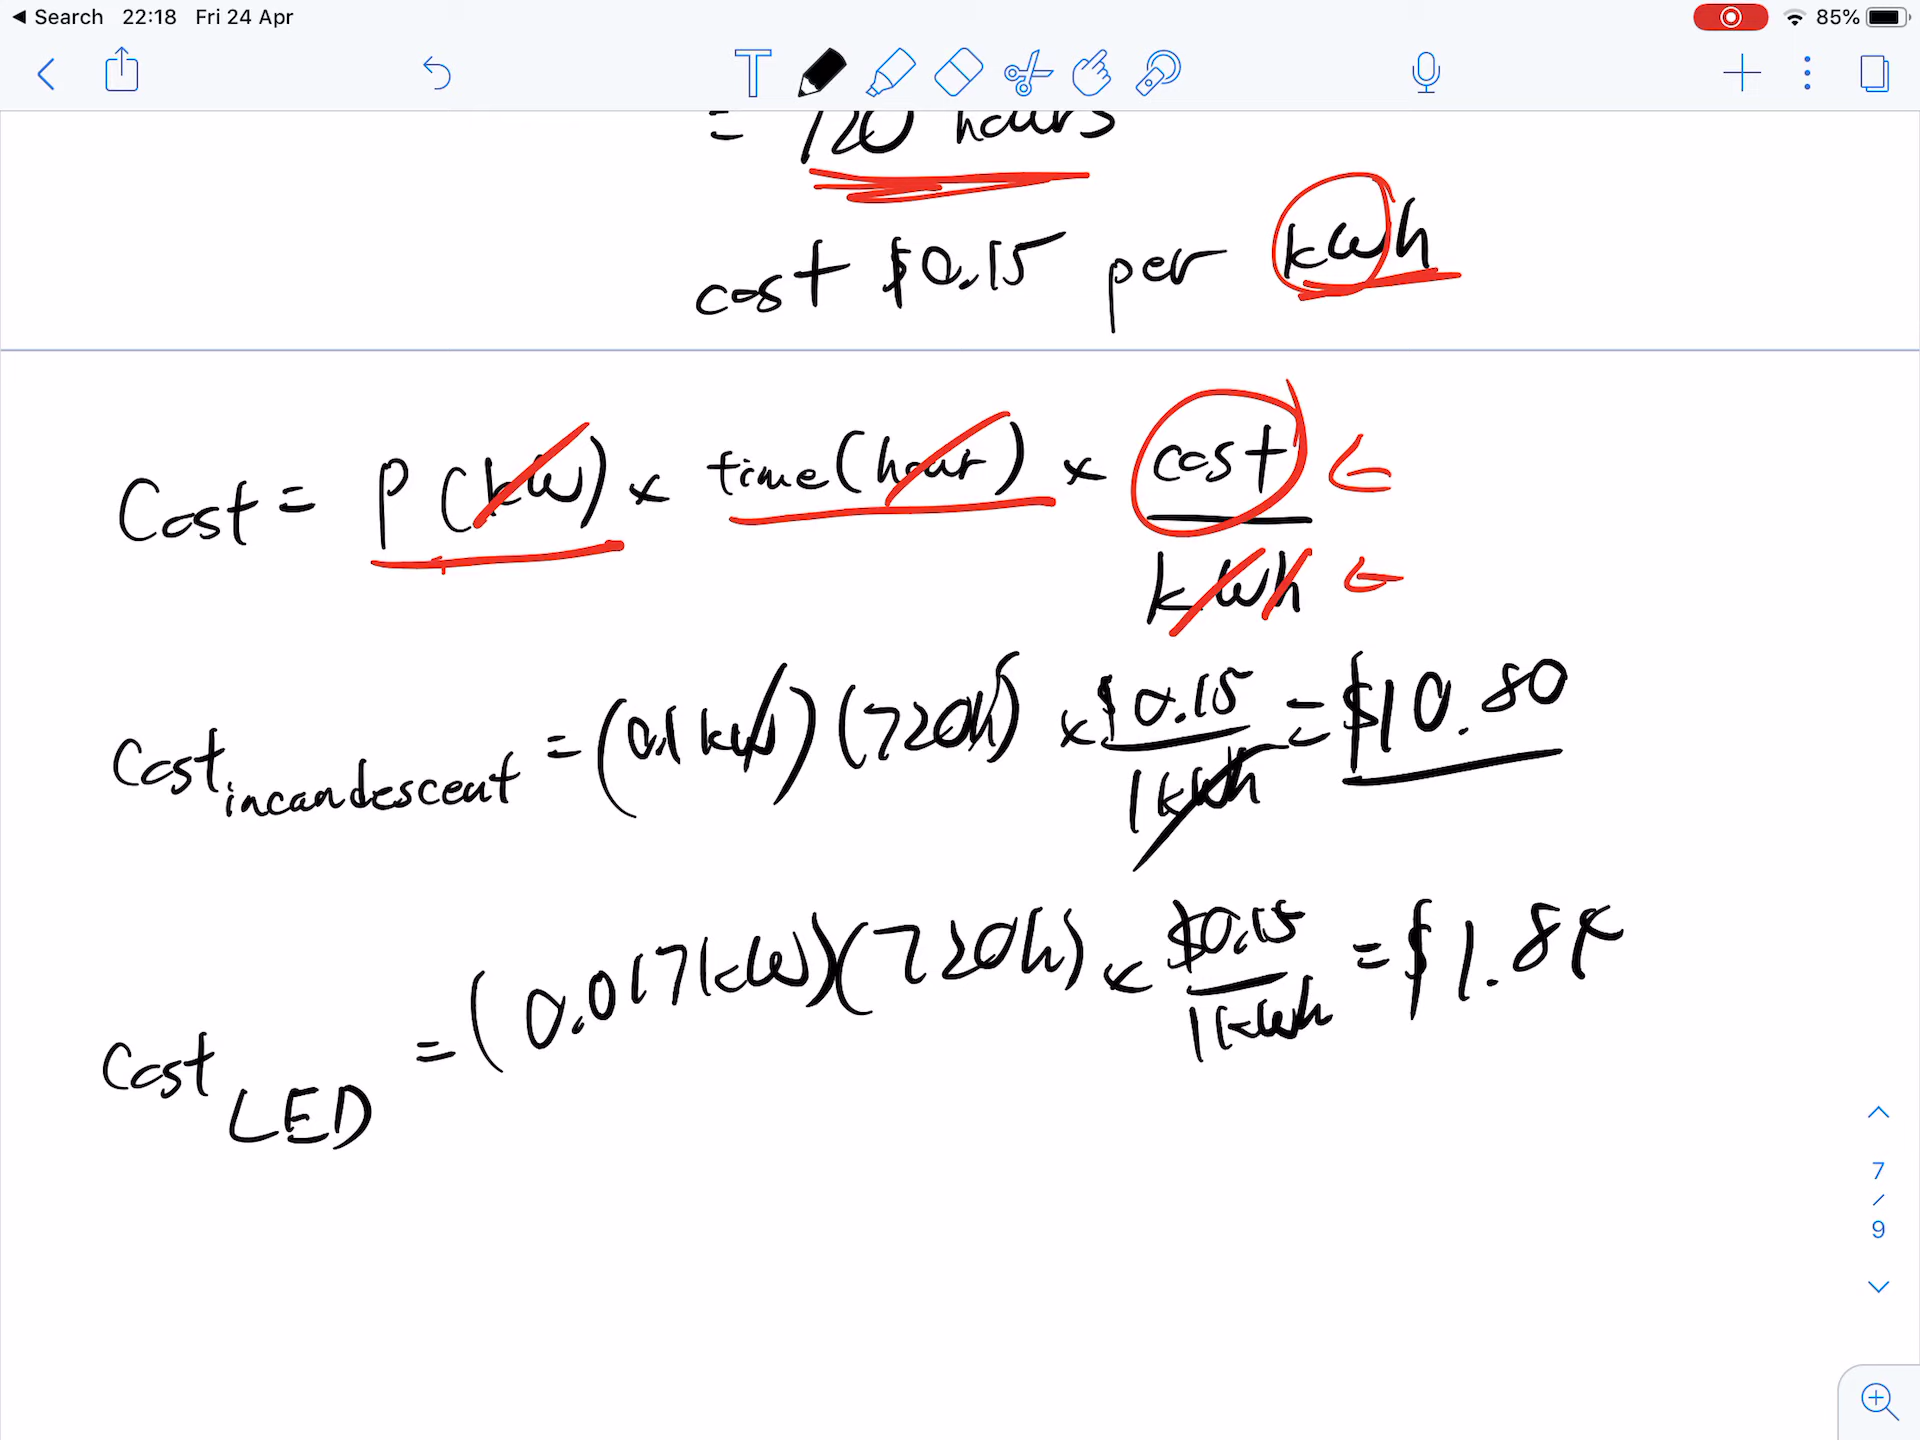 Search 22:18 Fri 24 Apr 85%
T
= 720 hours
cost $0.15 per kWh
Cost = P (kW) x time (hour) x cost
kWh
Cost incandescent = (0.1 kW) (720h) x $0.15 = $10.80
1 kWh
Cost LED = (0.017 kW) (720h) x $0.15 = $1.84
1 kWh
7
/
9